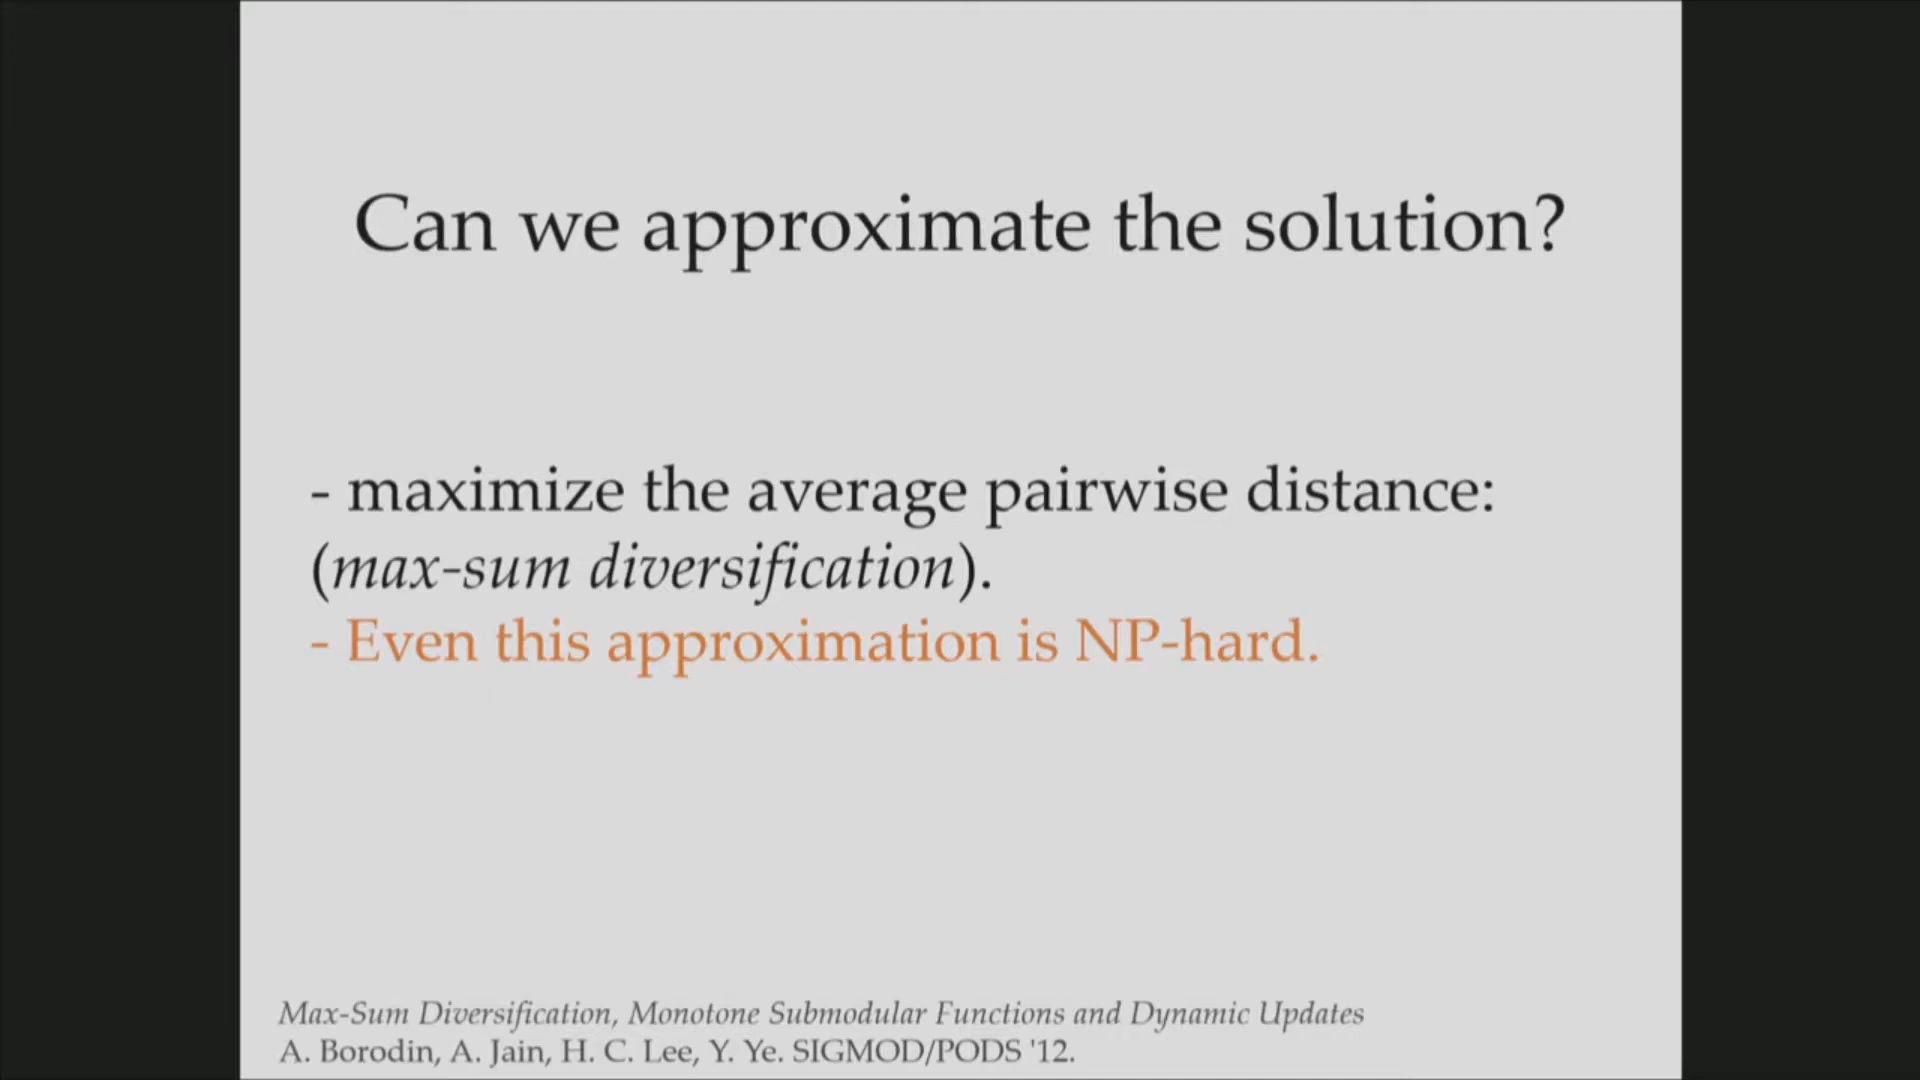 Can we approximate the solution?
- maximize the average pairwise distance:
(max-sum diversification).
- Even this approximation is NP-hard.
Max-Sum Diversification, Monotone Submodular Functions and Dynamic Updates
A. Borodin, A. Jain, H. C. Lee, Y. Ye. SIGMOD/PODS '12.